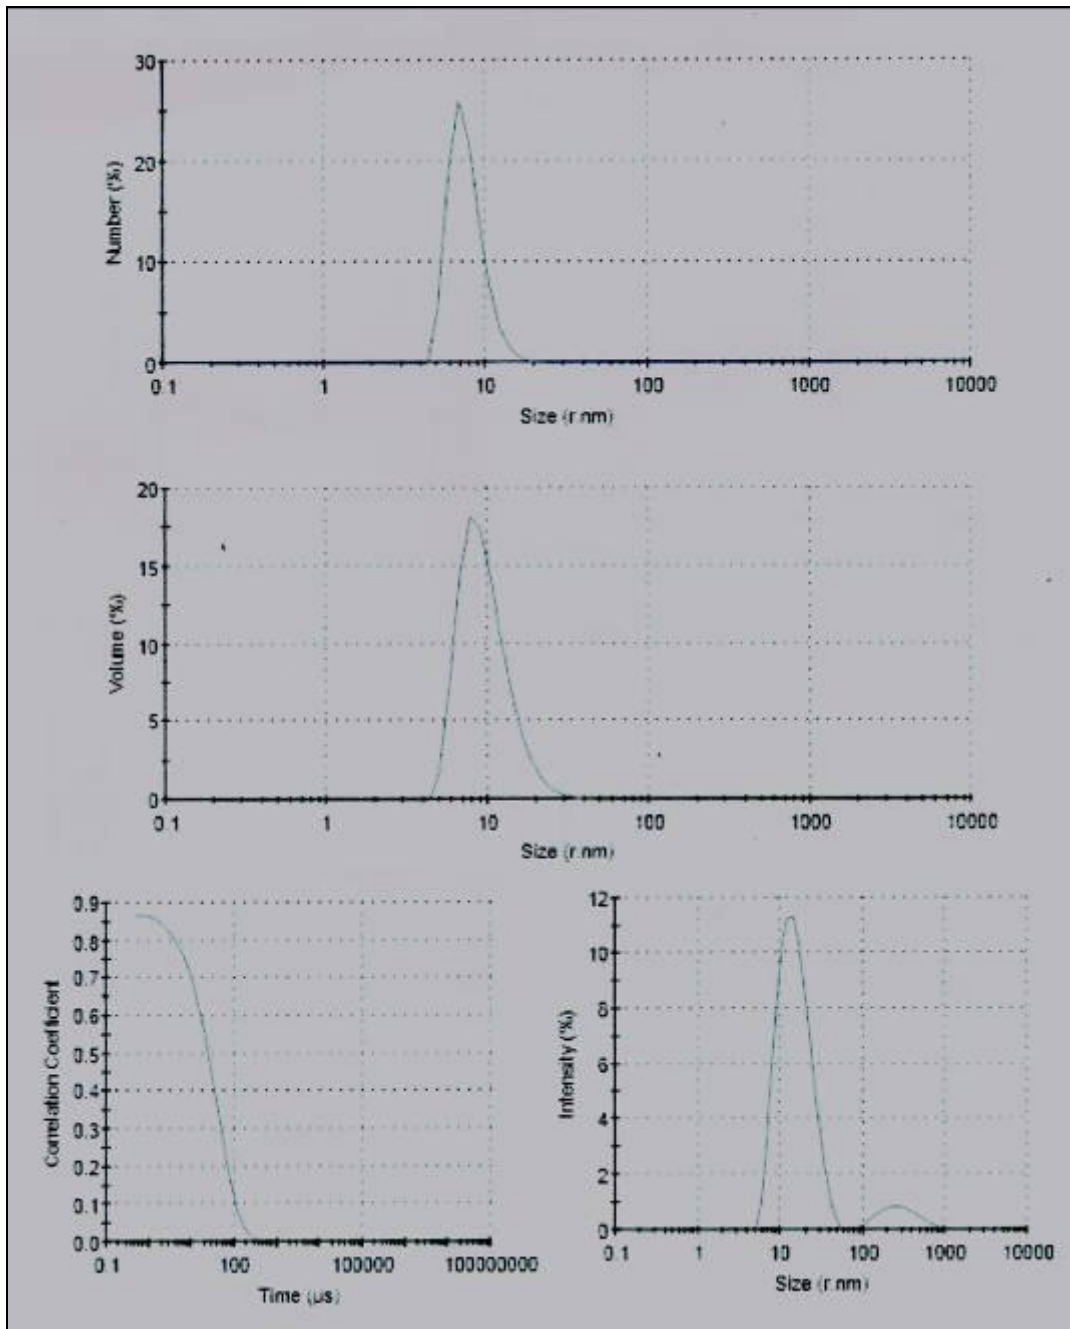 30
20
10
0
Number (%)
0.1 1 10 100 1000 10000
Size (r.nm)
20
15
10
5
0
Volume (%)
0.1 1 10 100 1000 10000
Size (r.nm)
0.9
0.8
0.7
0.6
0.5
0.4
0.3
0.2
0.1
0.0
Correlation Coefficient
0.1 100 100000 100000000
Time (µs)
12
10
8
6
4
2
0
Intensity (%)
0.1 1 10 100 1000 10000
Size (r.nm)